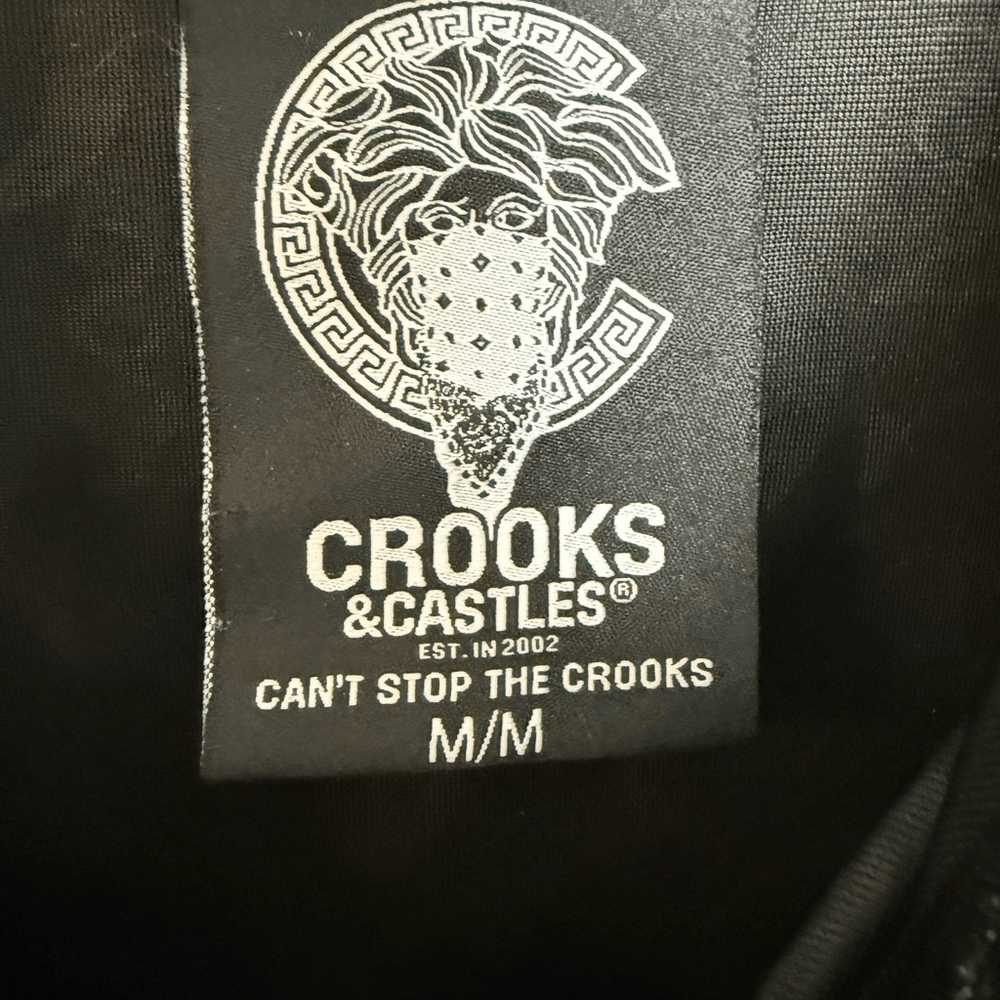 CROOKS
&CASTLES®
EST. IN 2002
CAN'T STOP THE CROOKS
M/M